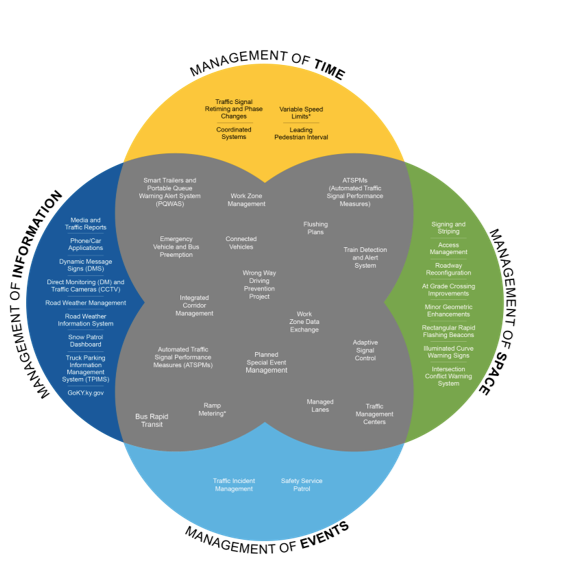 MANAGEMENT OF TIME
Traffic Signal
Retiming and Phase
Changes
Coordinated
Systems
Variable Speed
Limits*
Leading
Pedestrian Interval
MANAGEMENT OF INFORMATION
Media and
Traffic Reports
Phone/Car
Applications
Dynamic Message
Signs (DMS)
Direct Monitoring (DM) and
Traffic Cameras (CCTV)
Road Weather Management
Road Weather
Information System
Snow Patrol
Dashboard
Truck Parking
Information
Management
System (TPIMS)
GoKY.ky.gov
Smart Trailers and
Portable Queue
Warning Alert System
(PQWAS)
Work Zone
Management
ATSPMs
(Automated Traffic
Signal Performance
Measures)
Flushing
Plans
Emergency
Vehicle and Bus
Preemption
Connected
Vehicles
Train Detection
and Alert
System
Wrong Way
Driving
Prevention
Project
Integrated
Corridor
Management
Work
Zone Data
Exchange
Automated Traffic
Signal Performance
Measures (ATSPMs)
Planned
Special Event
Management
Adaptive
Signal
Control
Bus Rapid
Transit
Ramp
Metering*
Managed
Lanes
Traffic
Management
Centers
MANAGEMENT OF SPACE
Signing and
Striping
Access
Management
Roadway
Reconfiguration
At Grade Crossing
Improvements
Minor Geometric
Enhancements
Rectangular Rapid
Flashing Beacons
Illuminated Curve
Warning Signs
Intersection
Conflict Warning
System
Traffic Incident
Management
Safety Service
Patrol
MANAGEMENT OF EVENTS